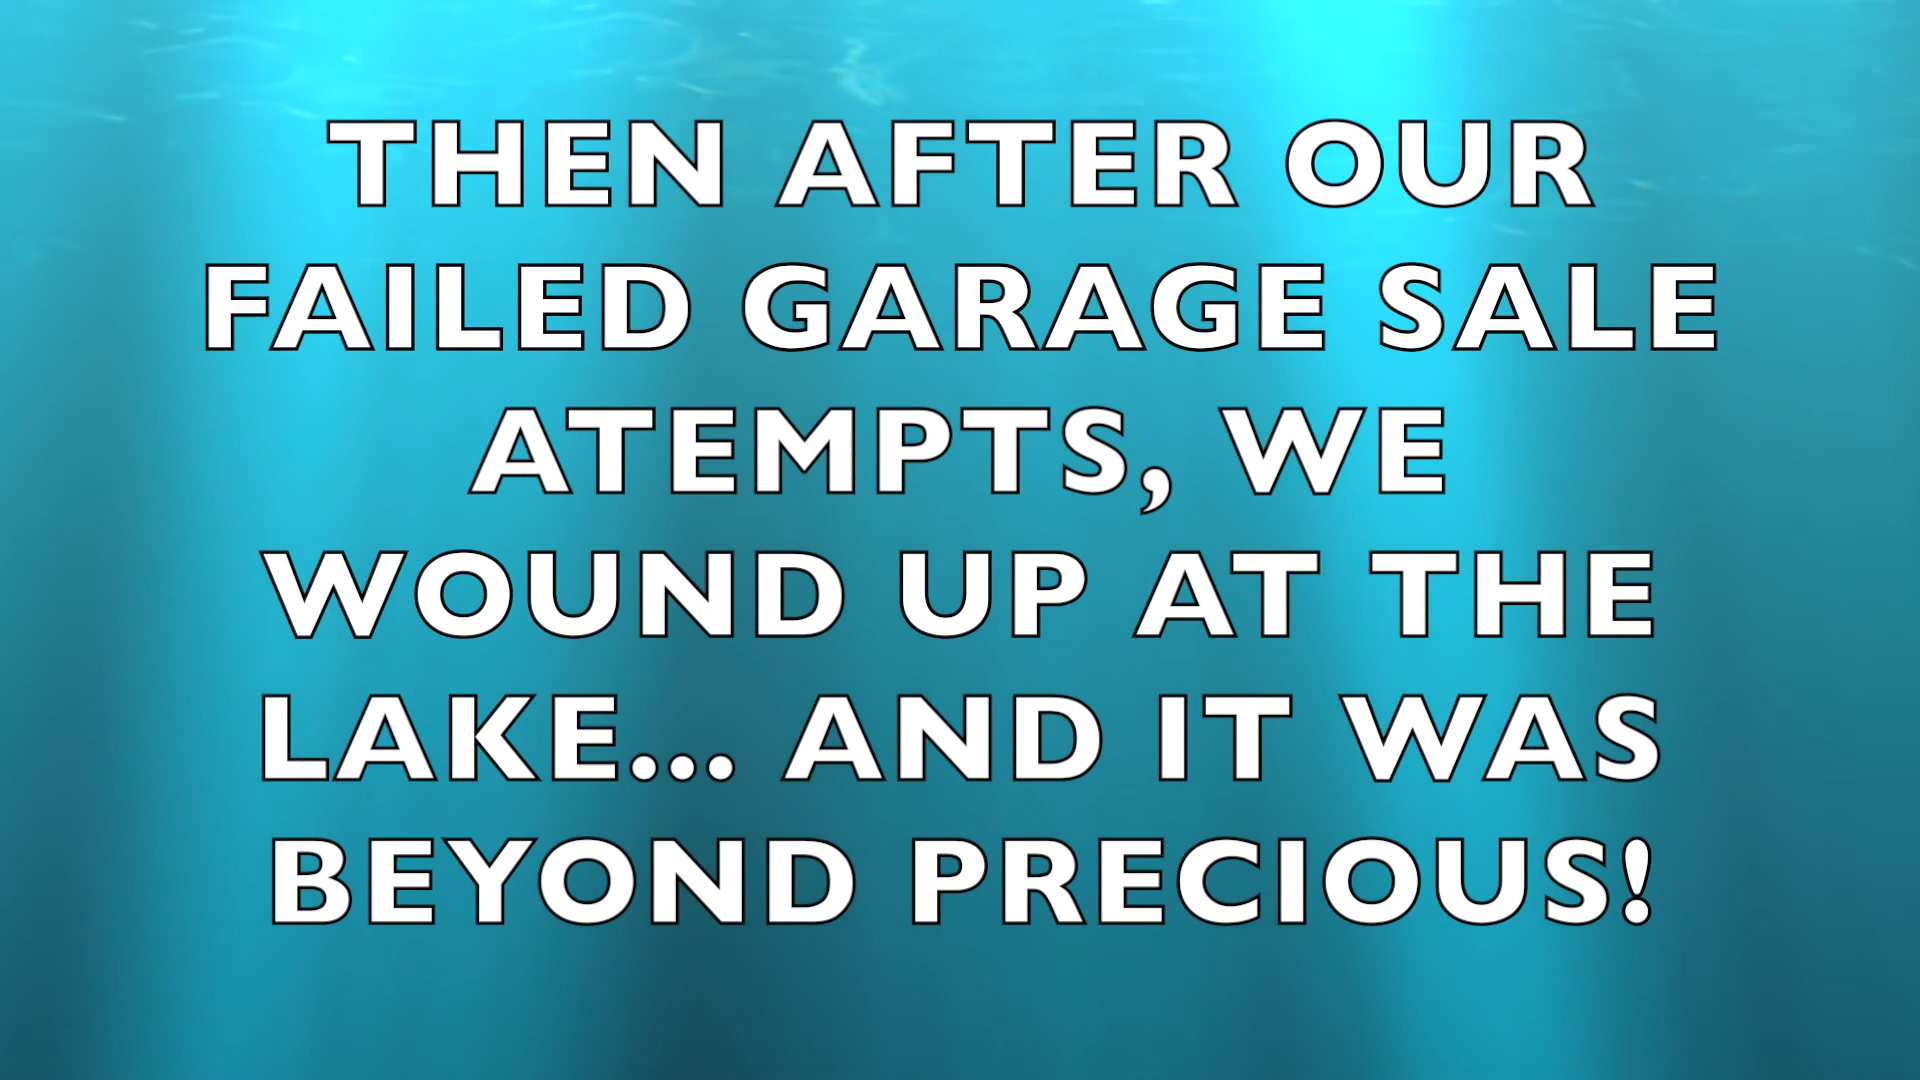 THEN AFTER OUR
FAILED GARAGE SALE
ATEMPTS, WE
WOUND UP AT THE
LAKE... AND IT WAS
BEYOND PRECIOUS!